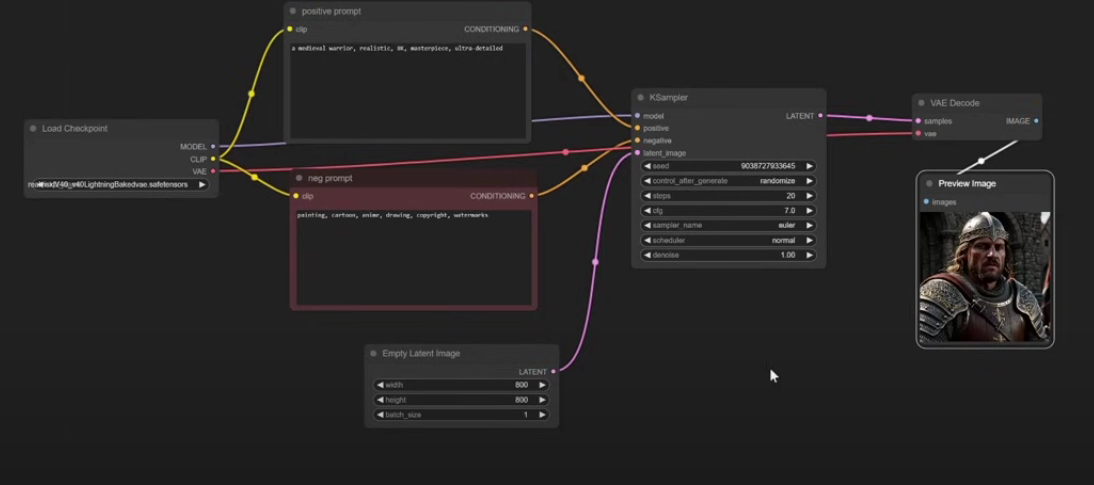 positive prompt
clip
CONDITIONING
a medieval warrior, realistic, 8K, masterpiece, ultra-detailed
Load Checkpoint
MODEL
CLIP
VAE
neg prompt
clip
CONDITIONING
painting, cartoon, anime, drawing, copyright, watermarks
Empty Latent Image
LATENT
width 800
height 800
batch_size 1
KSampler
model LATENT
positive
negative
latent_image
seed 9038727933645
control_after_generate randomize
steps 20
cfg 7.0
sampler_name euler
scheduler normal
denoise 1.00
VAE Decode
samples IMAGE
vae
Preview Image
images